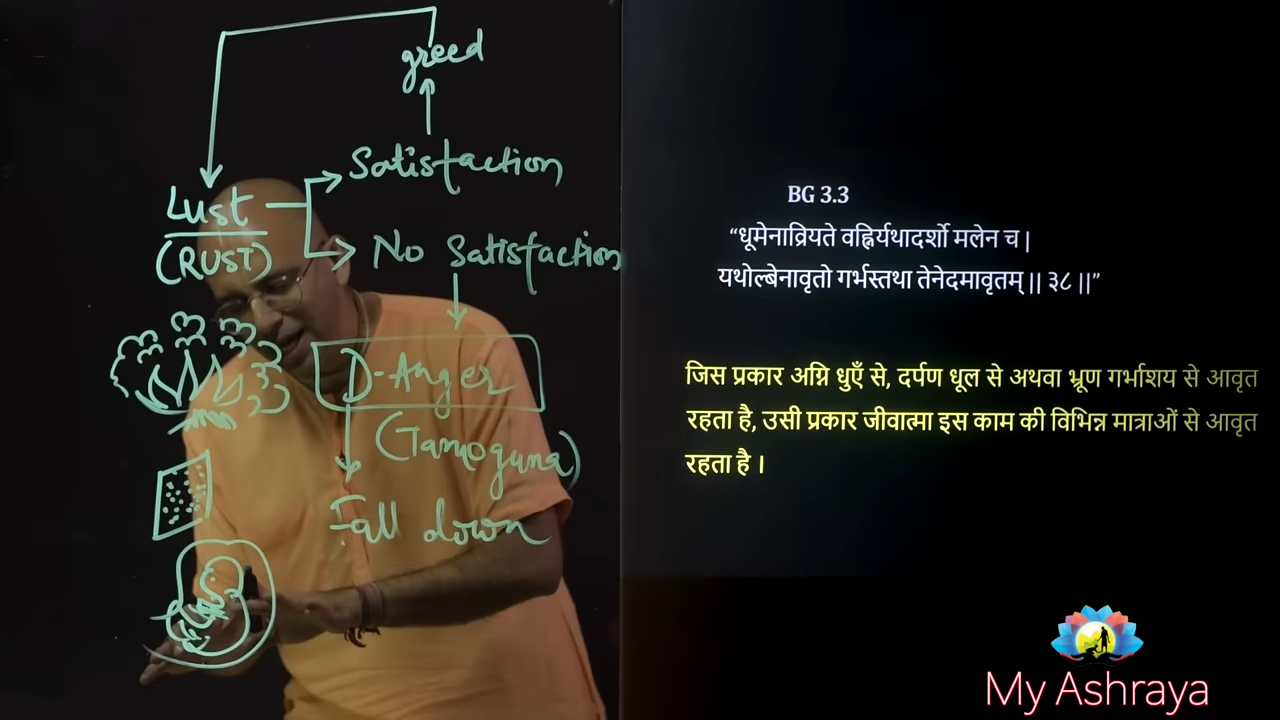 greed
Satisfaction
Lust
(RUST)
No Satisfaction
D-Anger
(Tamoguna)
Fall down
BG 3.3
“धूमेनाव्रियते वह्निर्यथादर्शो मलेन च |
यथोल्बेनावृतो गर्भस्तथा तेनेदमावृतम् || ३८ ||”
जिस प्रकार अग्नि धुएँ से, दर्पण धूल से अथवा भ्रूण गर्भाशय से आवृत
रहता है, उसी प्रकार जीवात्मा इस काम की विभिन्न मात्राओं से आवृत
रहता है ।
My Ashraya